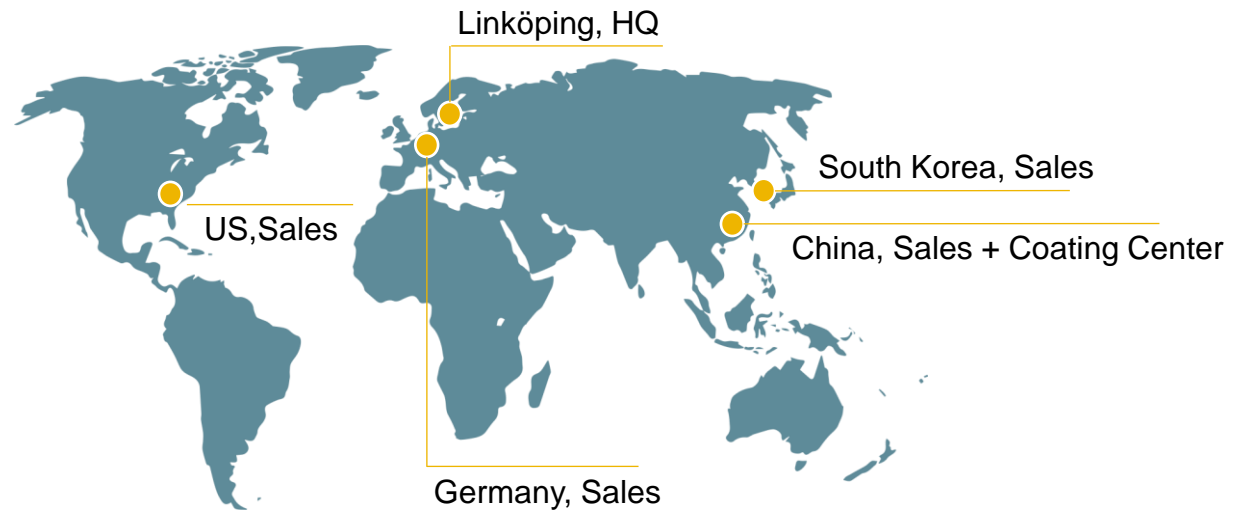 Linköping, HQ
South Korea, Sales
US,Sales
China, Sales + Coating Center
Germany, Sales